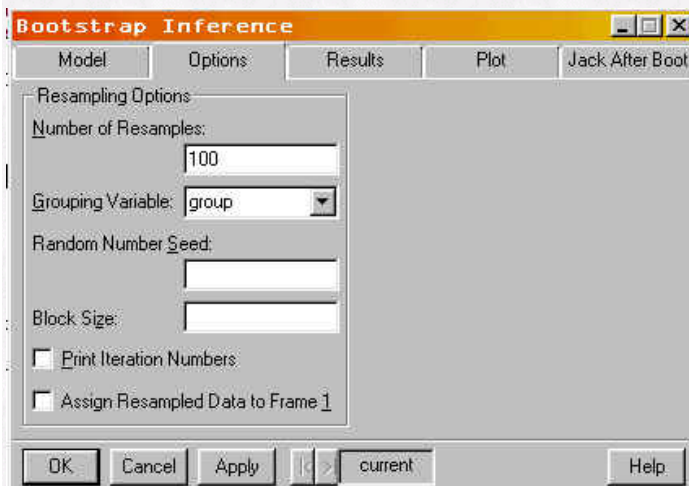 Bootstrap Inference
Model Options Results Plot Jack After Boot
Resampling Options
Number of Resamples:
100
Grouping Variable: group
Random Number Seed:
Block Size:
Print Iteration Numbers
Assign Resampled Data to Frame 1
OK Cancel Apply |< > current Help